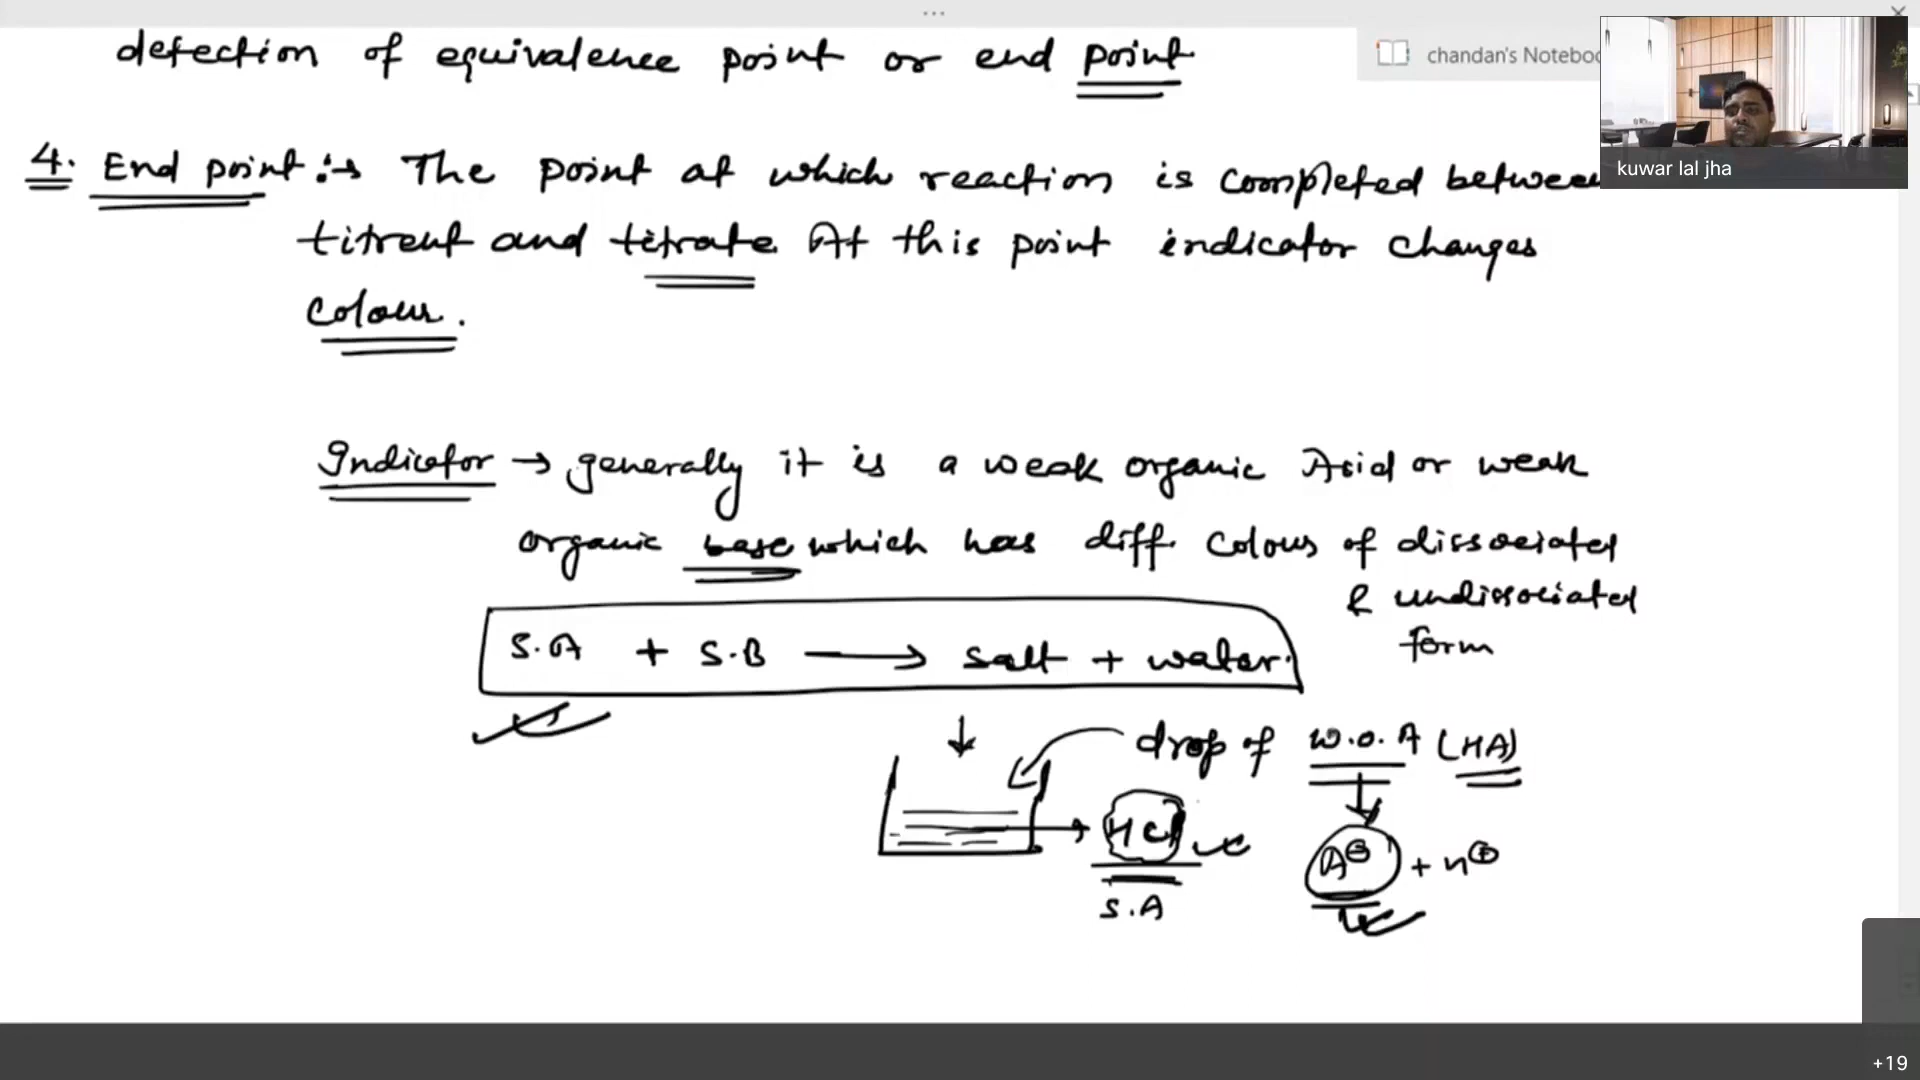 detection of equivalence point or end point
chandan's Noteboo
4. End point :→ The point at which reaction is completed between
titrent and titrate. At this point indicator changes
colour.
Indicator → generally it is a weak organic Acid or weak
organic base which has diff. colour of dissociated
& undissociated
form
S.A + S.B → salt + water.
drop of W.O.A (HA)
HCl
A⊖ + H⊕
S.A
kuwar lal jha
+19